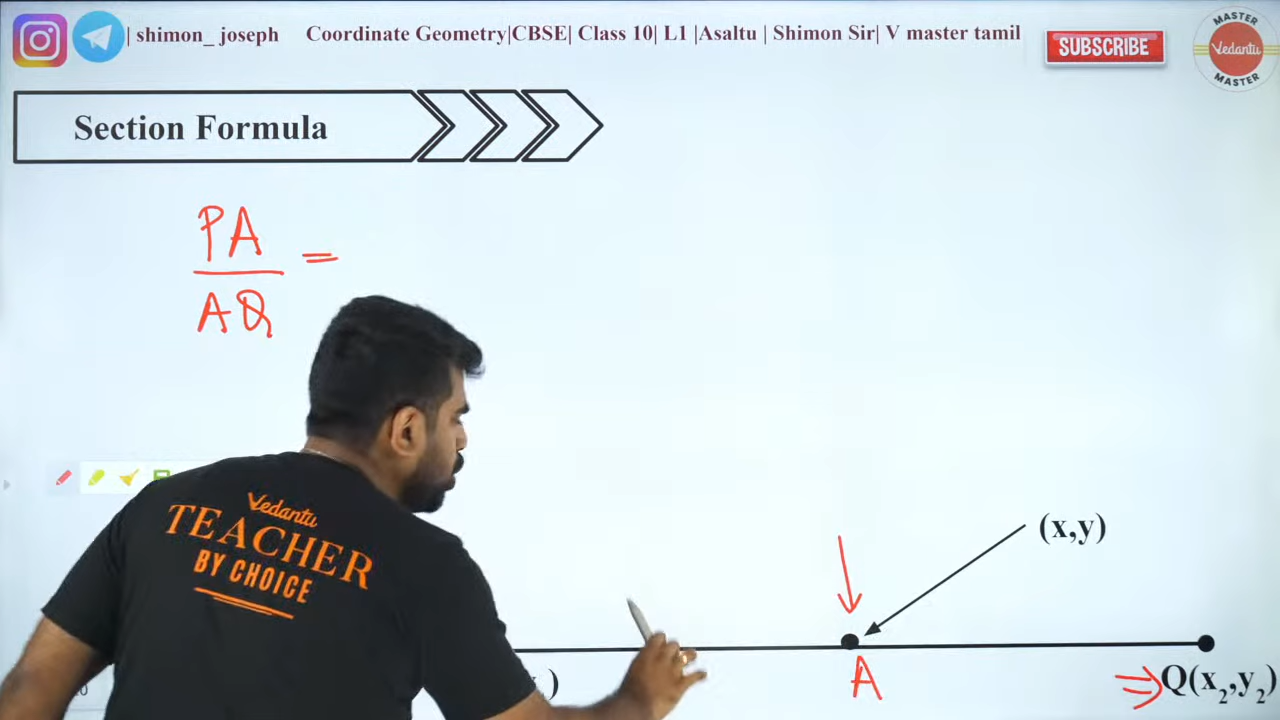 | shimon_ joseph Coordinate Geometry|CBSE| Class 10| L1 |Asaltu | Shimon Sir| V master tamil
SUBSCRIBE
MASTER
Vedantu
MASTER
Section Formula
PA
AQ
=
Vedantu
TEACHER
BY CHOICE
(x,y)
)
A
⇒Q(x₂,y₂)